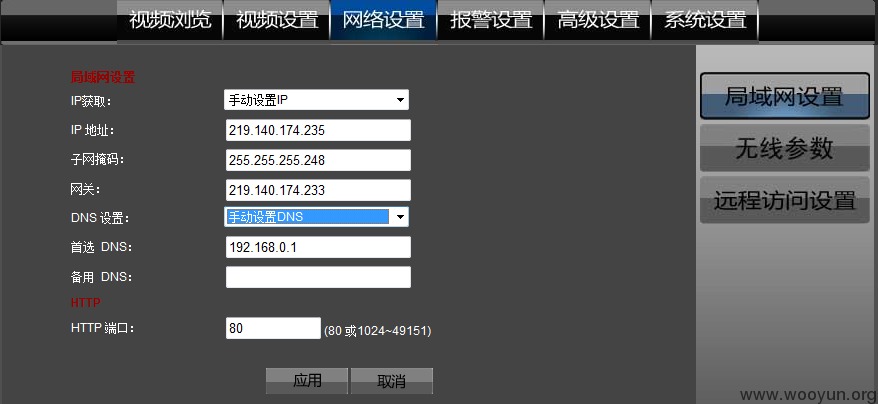 视频浏览 视频设置 网络设置 报警设置 高级设置 系统设置
局域网设置
IP获取: 手动设置IP
IP 地址: 219.140.174.235
子网掩码: 255.255.255.248
网关: 219.140.174.233
DNS 设置: 手动设置DNS
首选 DNS: 192.168.0.1
备用 DNS:
HTTP
HTTP 端口: 80 (80 或1024~49151)
应用 取消
局域网设置
无线参数
远程访问设置
www.wooyun.org